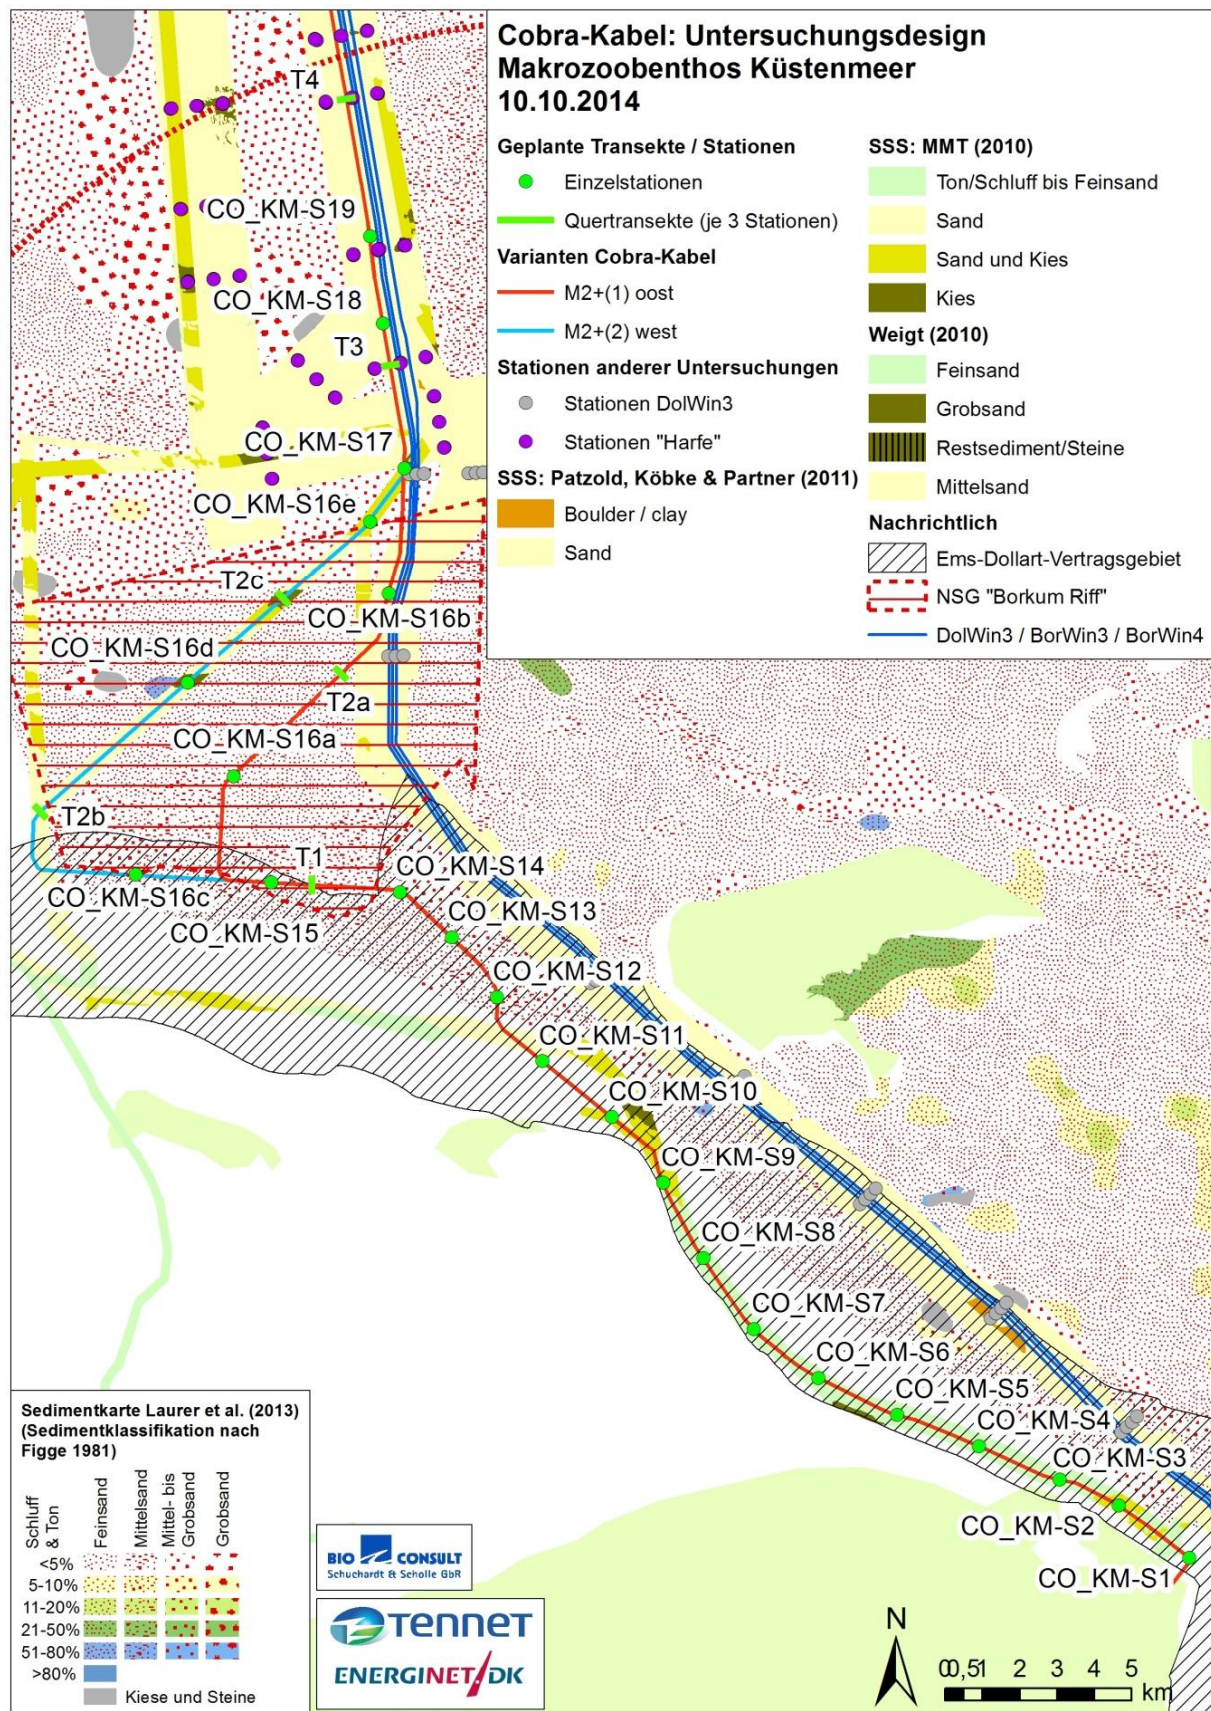 Cobra-Kabel: Untersuchungsdesign
Makrozoobenthos Küstenmeer
10.10.2014
Geplante Transekte / Stationen
Einzelstationen
Quertransekte (je 3 Stationen)
Varianten Cobra-Kabel
M2+(1) oost
M2+(2) west
Stationen anderer Untersuchungen
Stationen DolWin3
Stationen "Harfe"
SSS: Patzold, Köbke & Partner (2011)
Boulder / clay
Sand
SSS: MMT (2010)
Ton/Schluff bis Feinsand
Sand
Sand und Kies
Kies
Weigt (2010)
Feinsand
Grobsand
Restsediment/Steine
Mittelsand
Nachrichtlich
Ems-Dollart-Vertragsgebiet
NSG "Borkum Riff"
DolWin3 / BorWin3 / BorWin4
T4
CO_KM-S19
CO_KM-S18
T3
CO_KM-S17
CO_KM-S16e
T2c
CO_KM-S16b
CO_KM-S16d
T2a
CO_KM-S16a
T2b
T1
CO_KM-S14
CO_KM-S16c
CO_KM-S13
CO_KM-S15
CO_KM-S12
CO_KM-S11
CO_KM-S10
CO_KM-S9
CO_KM-S8
CO_KM-S7
CO_KM-S6
CO_KM-S5
CO_KM-S4
CO_KM-S3
CO_KM-S2
CO_KM-S1
Sedimentkarte Laurer et al. (2013)
(Sedimentklassifikation nach
Figge 1981)
Schluff
& Ton
Feinsand
Mittelsand
Mittel- bis
Grobsand
Grobsand
<5%
5-10%
11-20%
21-50%
51-80%
>80%
Kiese und Steine
BIO CONSULT
Schuchardt & Scholle GbR
TenneT
ENERGINET/DK
N
0 0,5 1 2 3 4 5
km